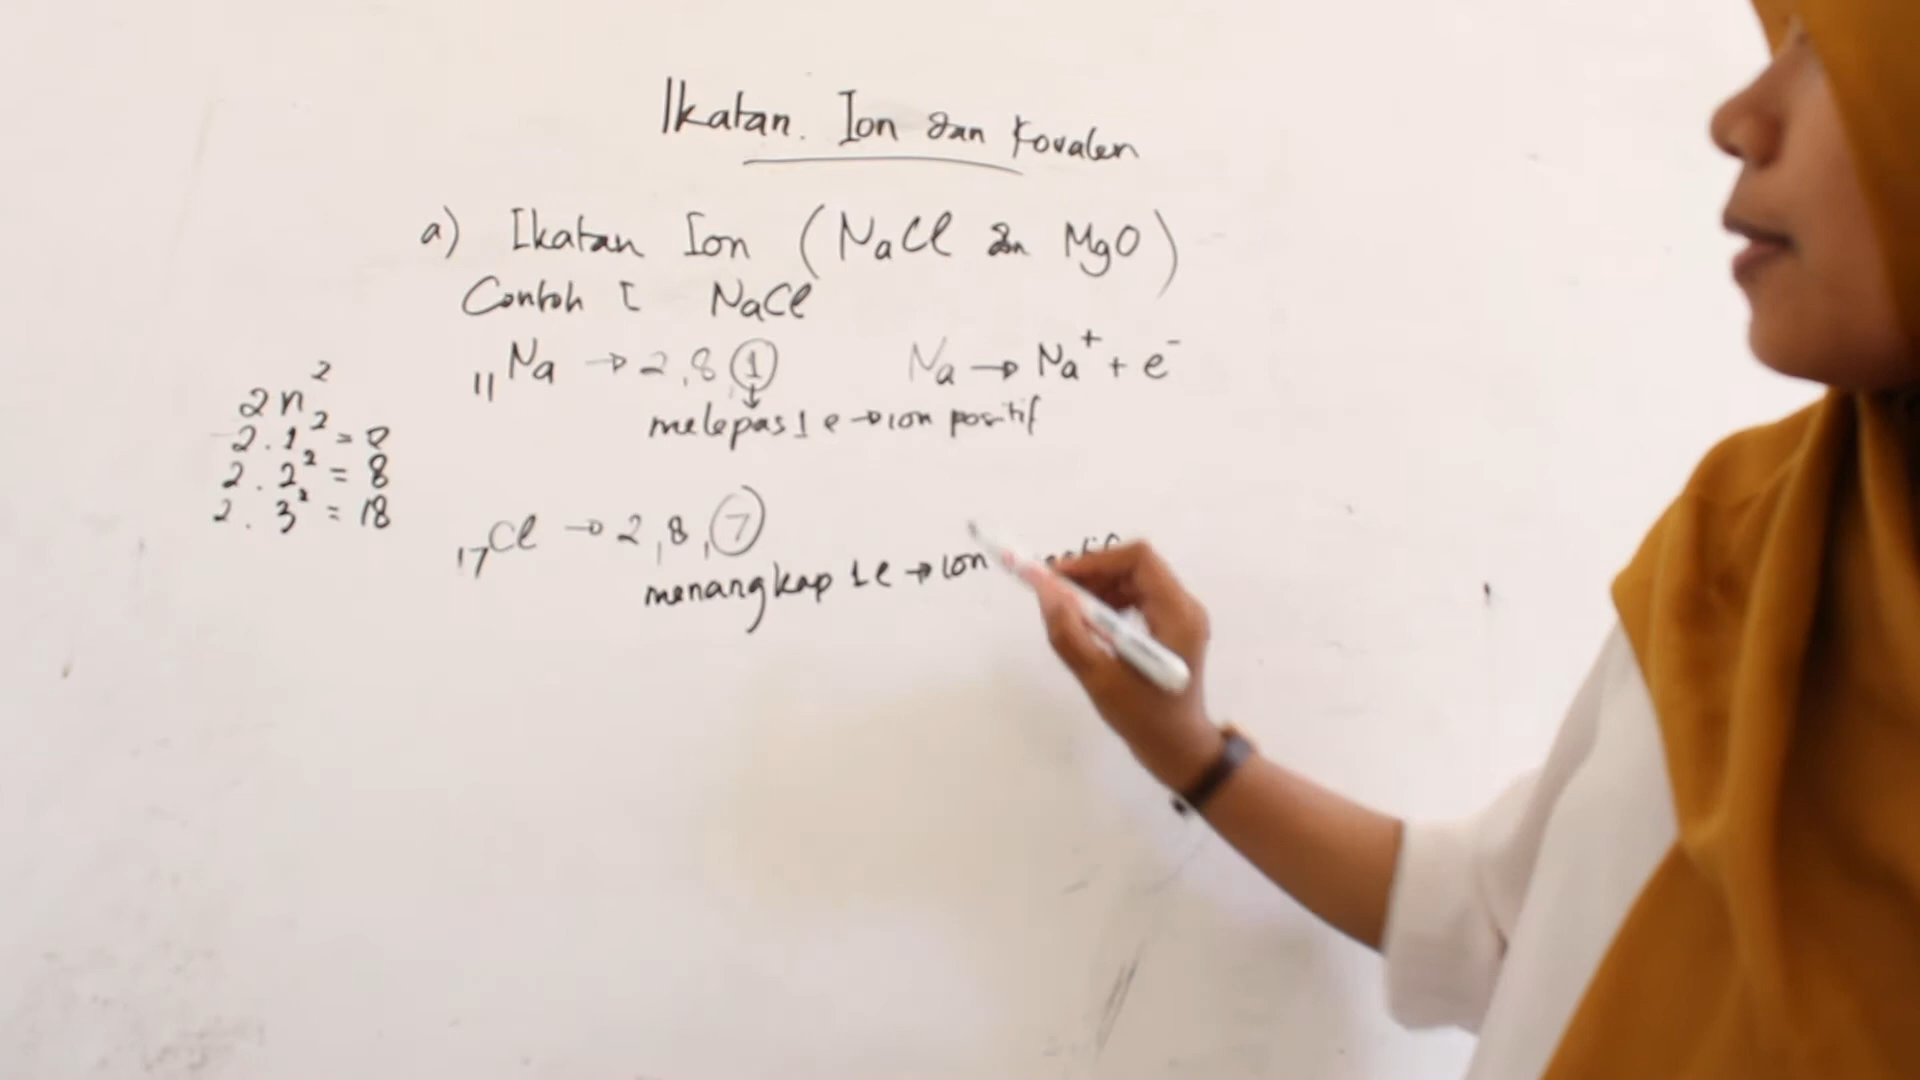 Ikatan. Ion dan Kovalen
a) Ikatan Ion (NaCl dan MgO)
Contoh I NaCl
₁₁Na → 2,8,① Na → Na⁺ + e⁻
melepas 1 e → ion positif
2n²
2.1² = 2
2.2² = 8
2.3² = 18
₁₇Cl → 2,8,⑦
menangkap 1e → ion